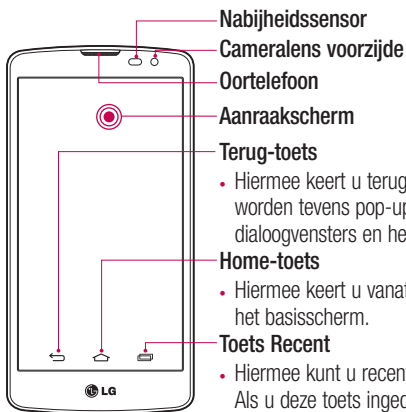 Nabijheidssensor
Cameralens voorzijde
Oortelefoon
Aanraakscherm
Terug-toets
• Hiermee keert u terug
worden tevens pop-up
dialoogvensters en he
Home-toets
• Hiermee keert u vanaf
het basisscherm.
Toets Recent
• Hiermee kunt u recen
Als u deze toets inged
LG